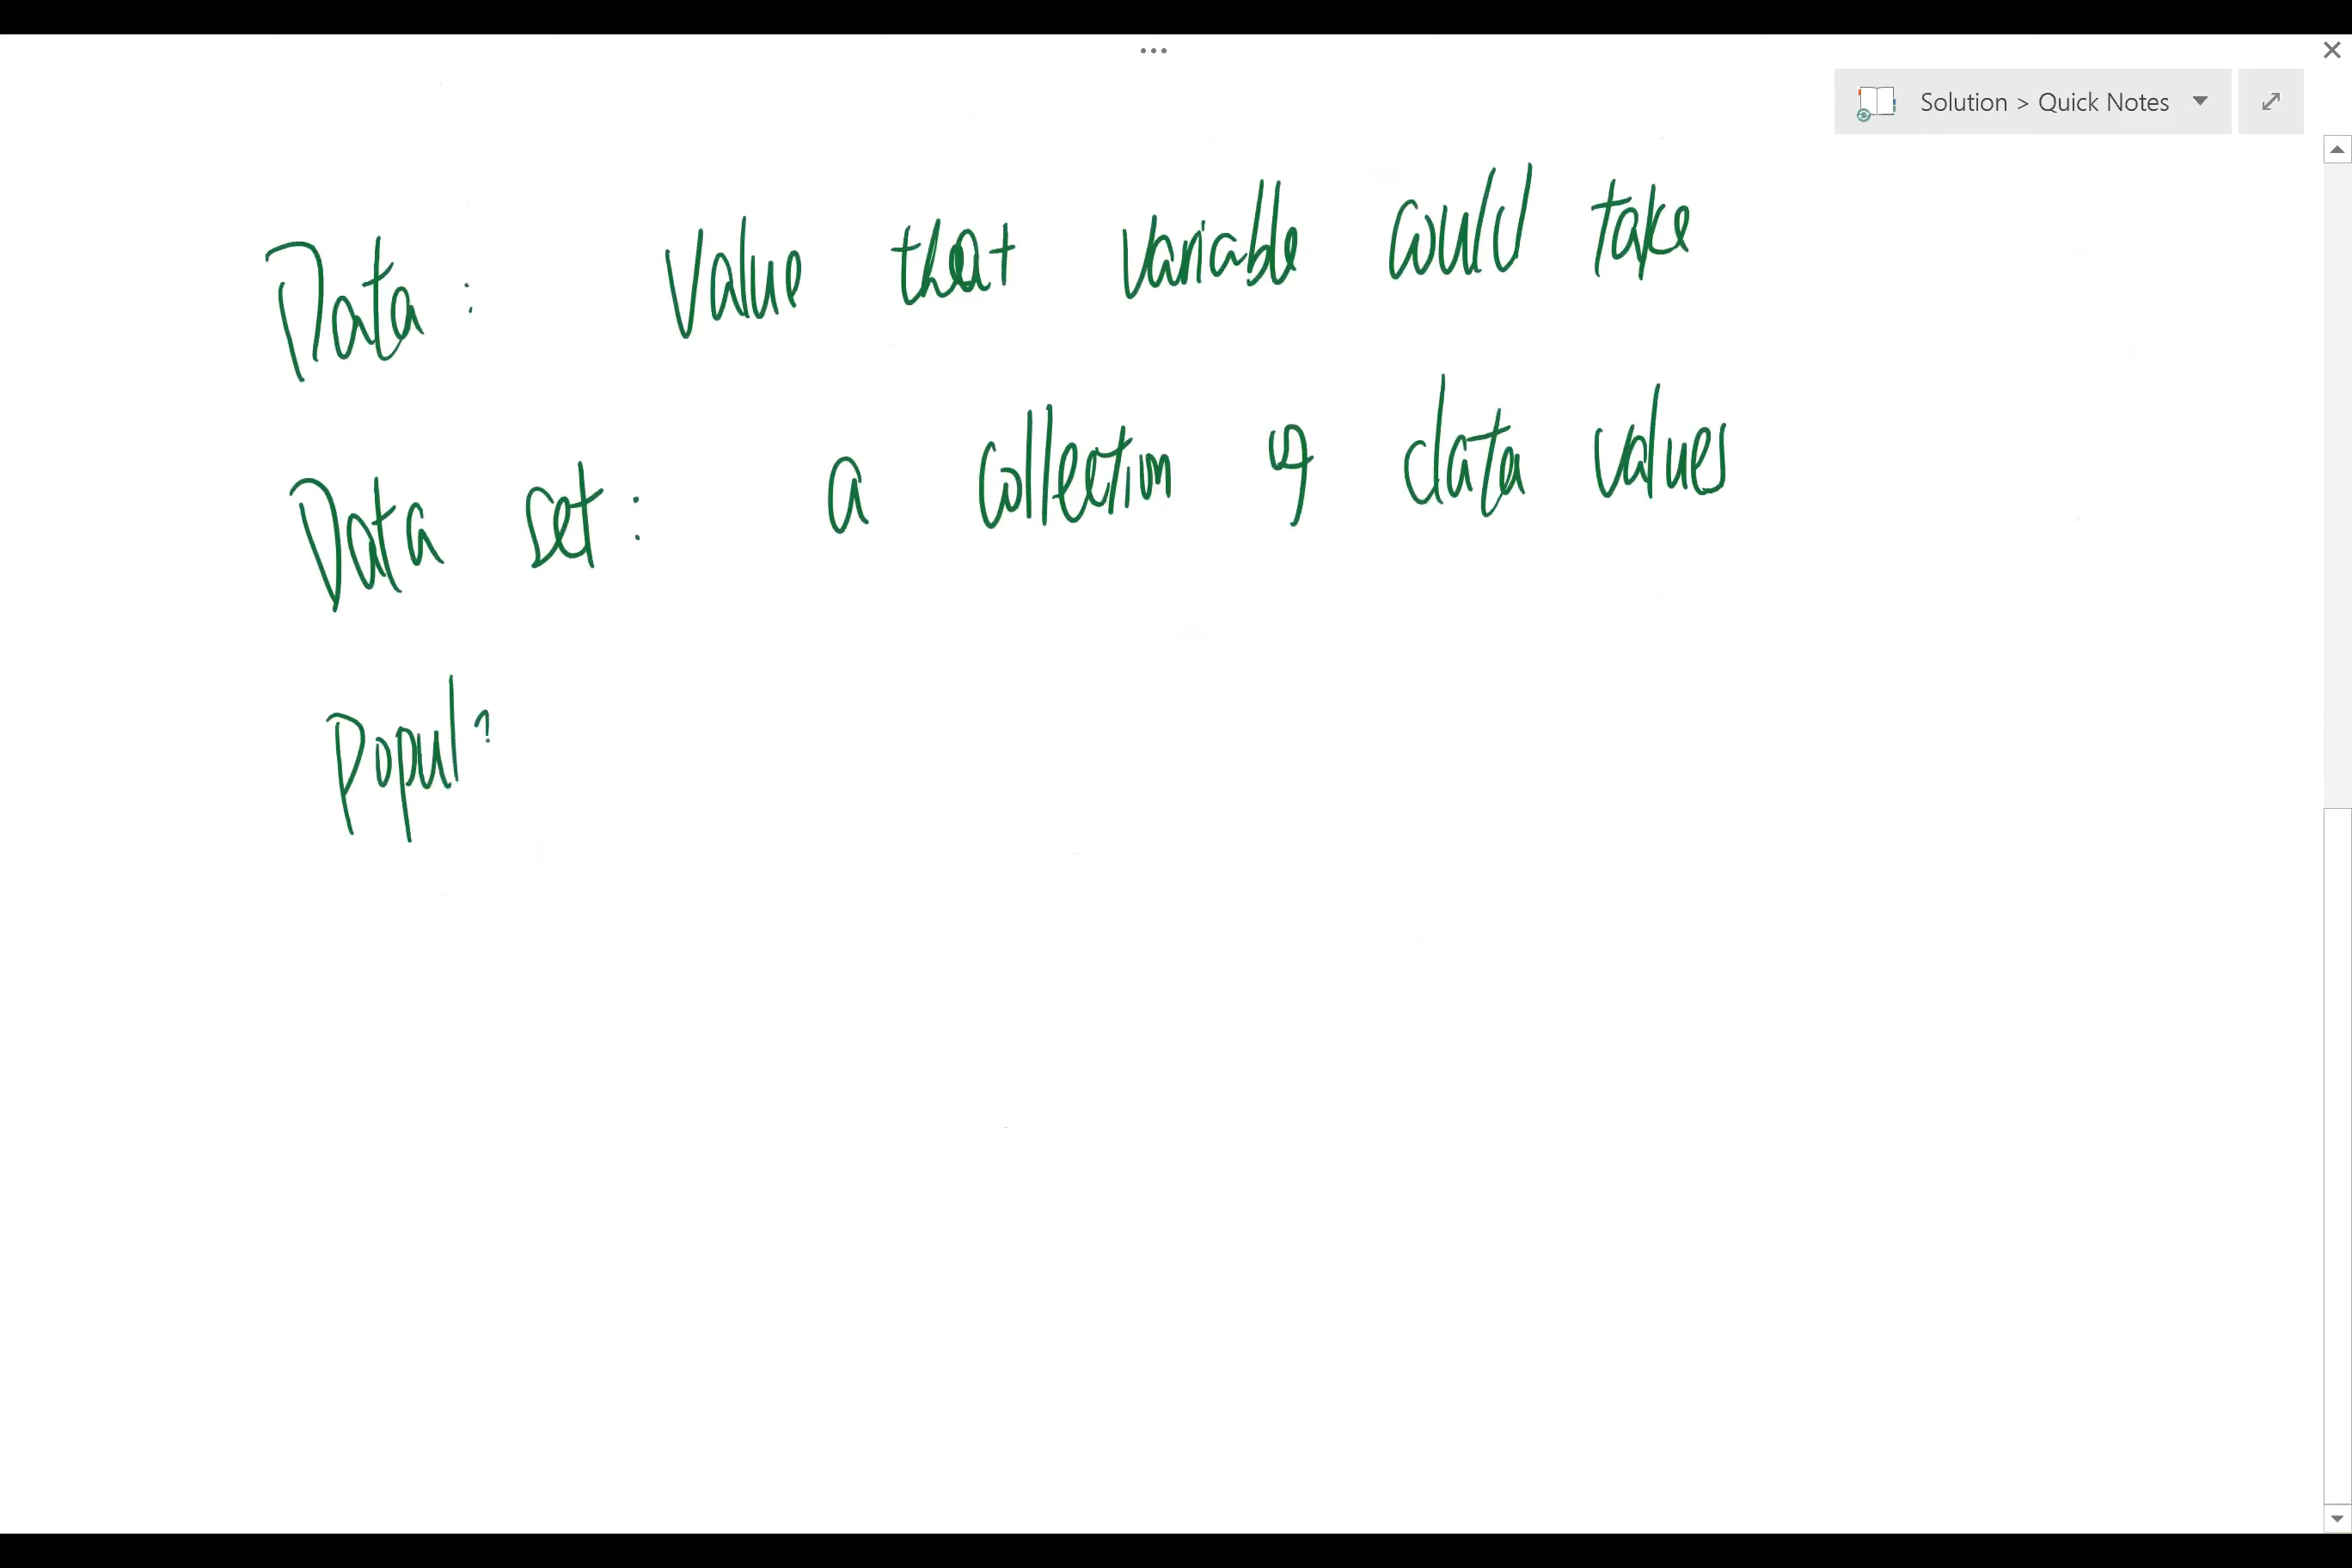 Solution > Quick Notes
Data: Value that variable could take
Data set: a collection of data values
Popul